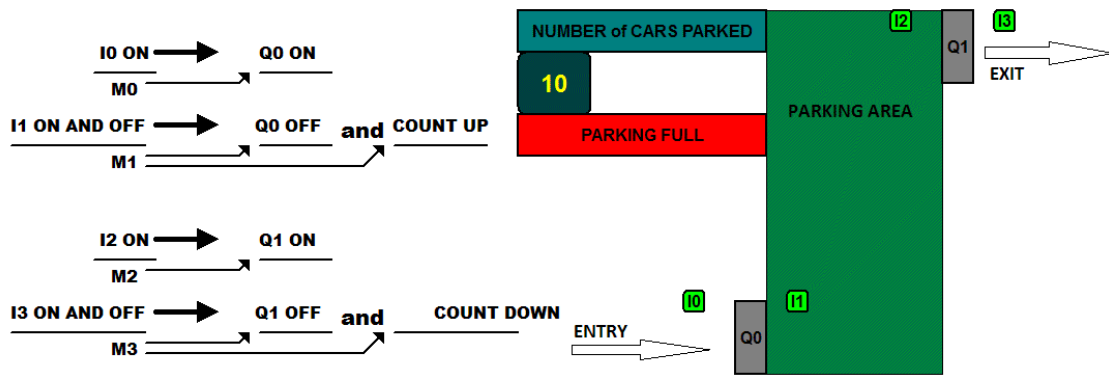 I0 ON Q0 ON
M0
I1 ON AND OFF Q0 OFF and COUNT UP
M1
I2 ON Q1 ON
M2
I3 ON AND OFF Q1 OFF and COUNT DOWN
M3
NUMBER of CARS PARKED
10
PARKING FULL
I2
Q1
I3
EXIT
PARKING AREA
I0
I1
ENTRY
Q0